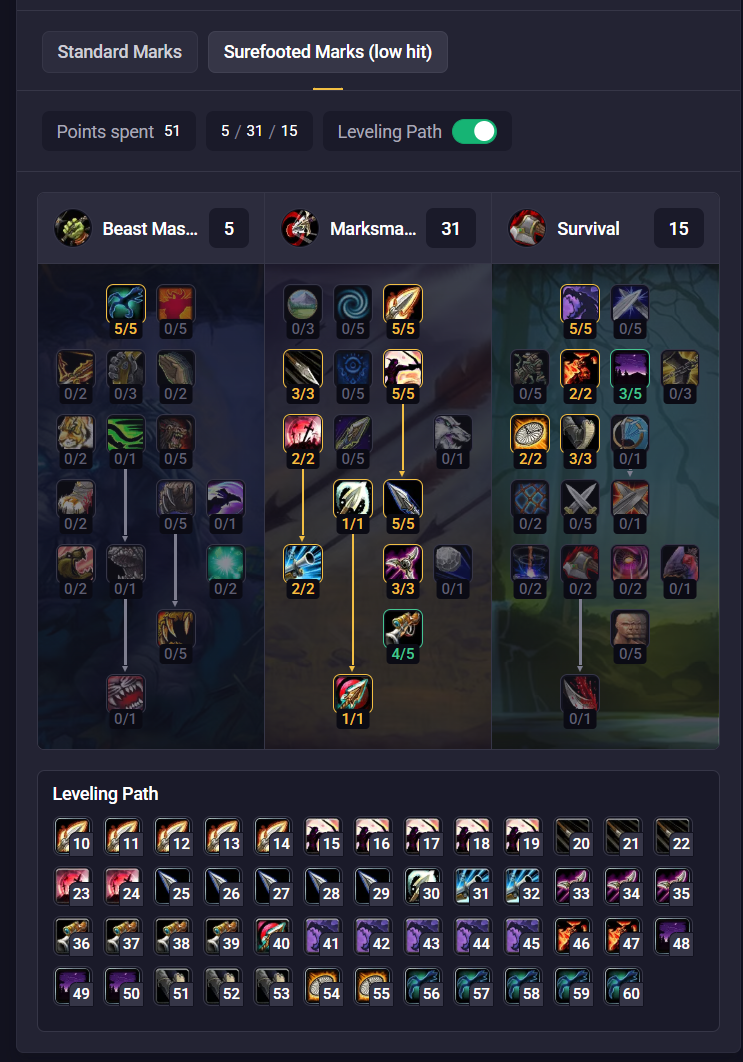 Standard Marks Surefooted Marks (low hit)
Points spent 51 5 / 31 / 15 Leveling Path
Beast Mas... 5 Marksma... 31 Survival 15
5/5 0/5 0/3 0/5 5/5 5/5 0/5
0/2 0/3 0/2 3/3 0/5 5/5 0/5 2/2 3/5 0/3
0/2 0/1 0/5 2/2 0/5 0/1 2/2 3/3 0/1
0/2 0/5 0/1 1/1 5/5 0/2 0/5 0/1
0/2 0/1 0/2 2/2 3/3 0/1 0/2 0/2 0/2 0/1
0/5 4/5 0/5
0/1 1/1 0/1
Leveling Path
10 11 12 13 14 15 16 17 18 19 20 21 22
23 24 25 26 27 28 29 30 31 32 33 34 35
36 37 38 39 40 41 42 43 44 45 46 47 48
49 50 51 52 53 54 55 56 57 58 59 60